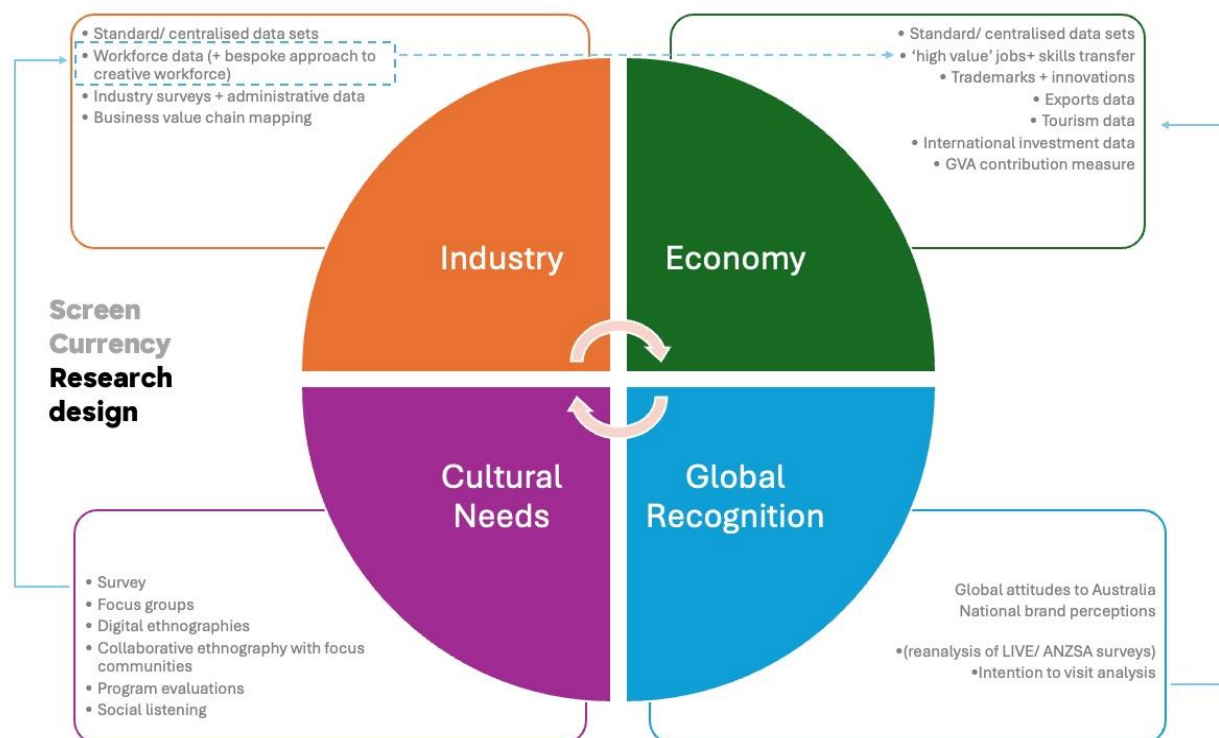 • Standard/ centralised data sets
• Workforce data (+ bespoke approach to
creative workforce)
• Industry surveys + administrative data
• Business value chain mapping
• Standard/ centralised data sets
• ‘high value’ jobs+ skills transfer
• Trademarks + innovations
• Exports data
• Tourism data
• International investment data
• GVA contribution measure
Industry
Economy
Screen
Currency
Research
design
Cultural
Needs
Global
Recognition
• Survey
• Focus groups
• Digital ethnographies
• Collaborative ethnography with focus
communities
• Program evaluations
• Social listening
Global attitudes to Australia
National brand perceptions
•(reanalysis of LIVE/ ANZSA surveys)
•Intention to visit analysis